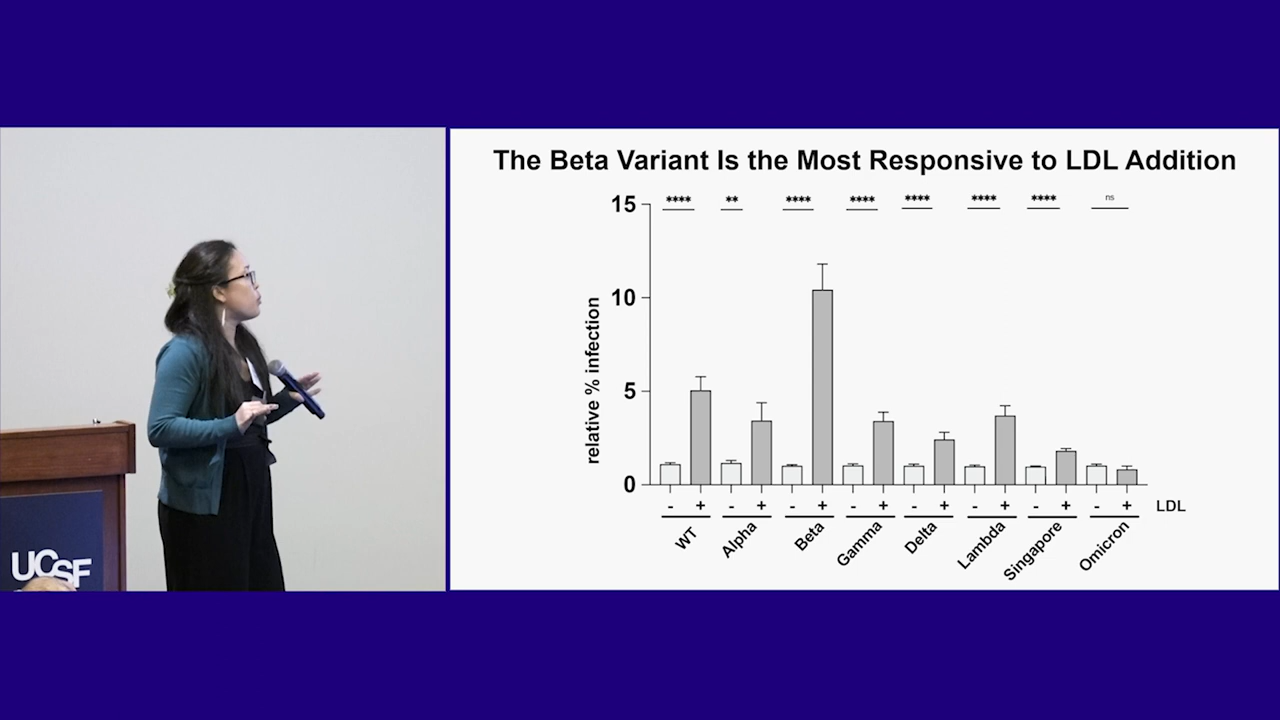 The Beta Variant Is the Most Responsive to LDL Addition
**** ** **** **** **** **** **** ns
15
10
5
0
relative % infection
- + - + - + - + - + - + - + - + LDL
WT Alpha Beta Gamma Delta Lambda Singapore Omicron
UCSF